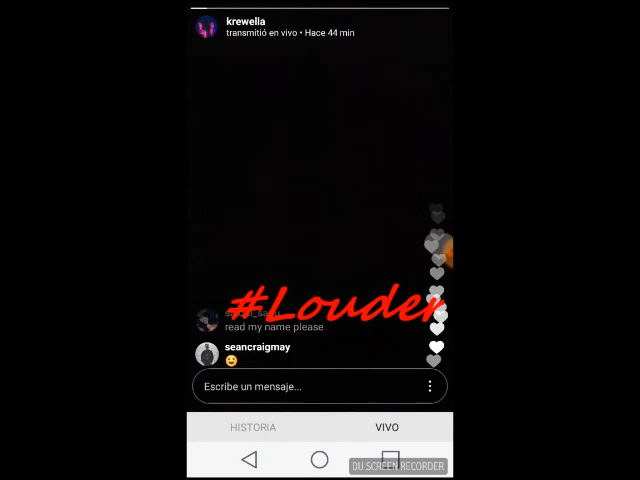 krewella
transmitió en vivo • Hace 44 min
#Louder
read my name please
seancraigmay
Escribe un mensaje...
HISTORIA VIVO
DU SCREEN RECORDER